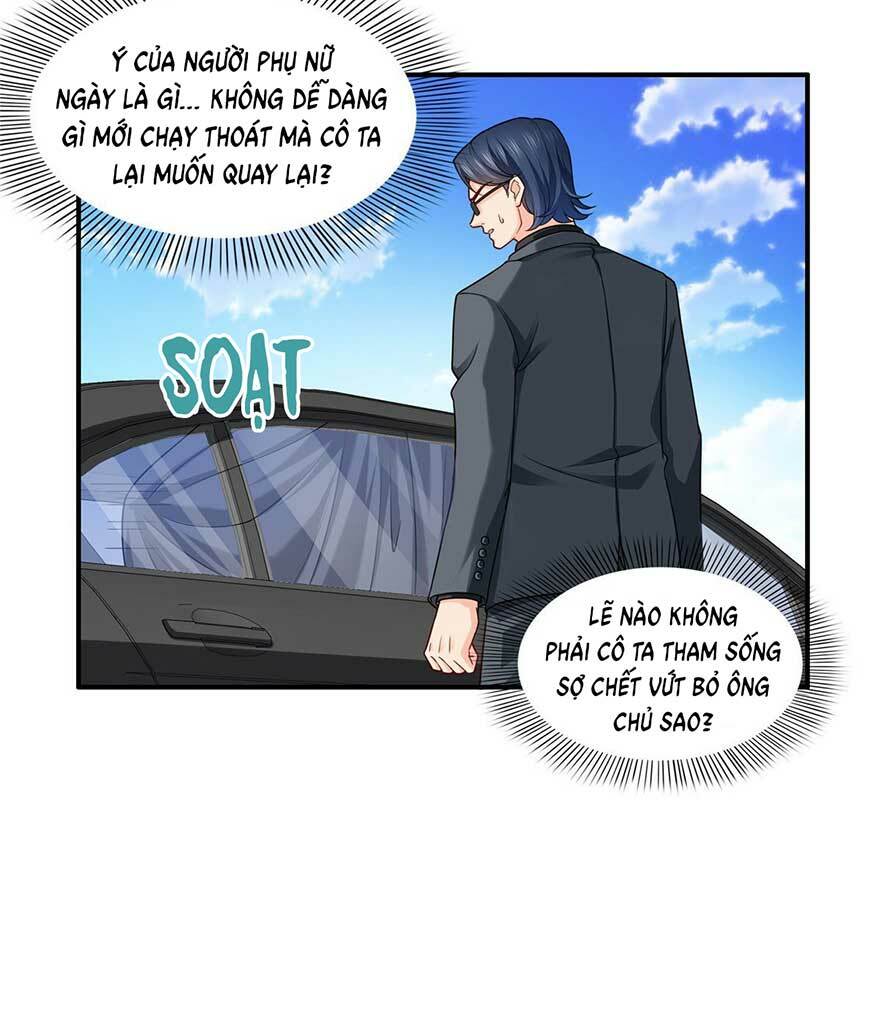 Ý CỦA NGƯỜI PHỤ NỮ
NGÀY LÀ GÌ... KHÔNG DỄ DÀNG
GÌ MỚI CHẠY THOÁT MÀ CÔ TA
LẠI MUỐN QUAY LẠI?
SOẠT
LẼ NÀO KHÔNG
PHẢI CÔ TA THAM SỐNG
SỢ CHẾT VỨT BỎ ÔNG
CHỦ SAO?